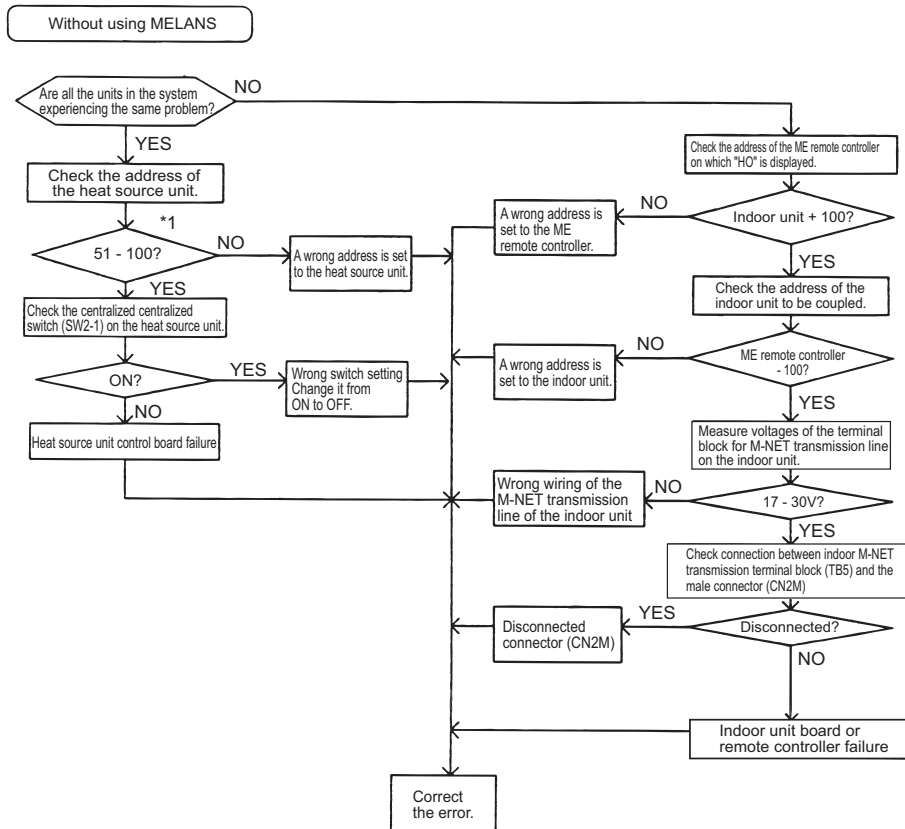 Without using MELANS
Are all the units in the system
experiencing the same problem?
NO
YES
Check the address of
the heat source unit.
*1
51 - 100?
NO
A wrong address is set
to the heat source unit.
YES
Check the centralized centralized
switch (SW2-1) on the heat source unit.
ON?
YES
Wrong switch setting
Change it from
ON to OFF.
NO
Heat source unit control board failure
Check the address of the ME remote controller
on which "HO" is displayed.
Indoor unit + 100?
NO
A wrong address is
set to the ME
remote controller.
YES
Check the address of the
indoor unit to be coupled.
ME remote controller
- 100?
NO
A wrong address is
set to the indoor unit.
YES
Measure voltages of the terminal
block for M-NET transmission line
on the indoor unit.
17 - 30V?
NO
Wrong wiring of the
M-NET transmission
line of the indoor unit
YES
Check connection between indoor M-NET
transmission terminal block (TB5) and the
male connector (CN2M)
Disconnected?
YES
Disconnected
connector (CN2M)
NO
Indoor unit board or
remote controller failure
Correct
the error.